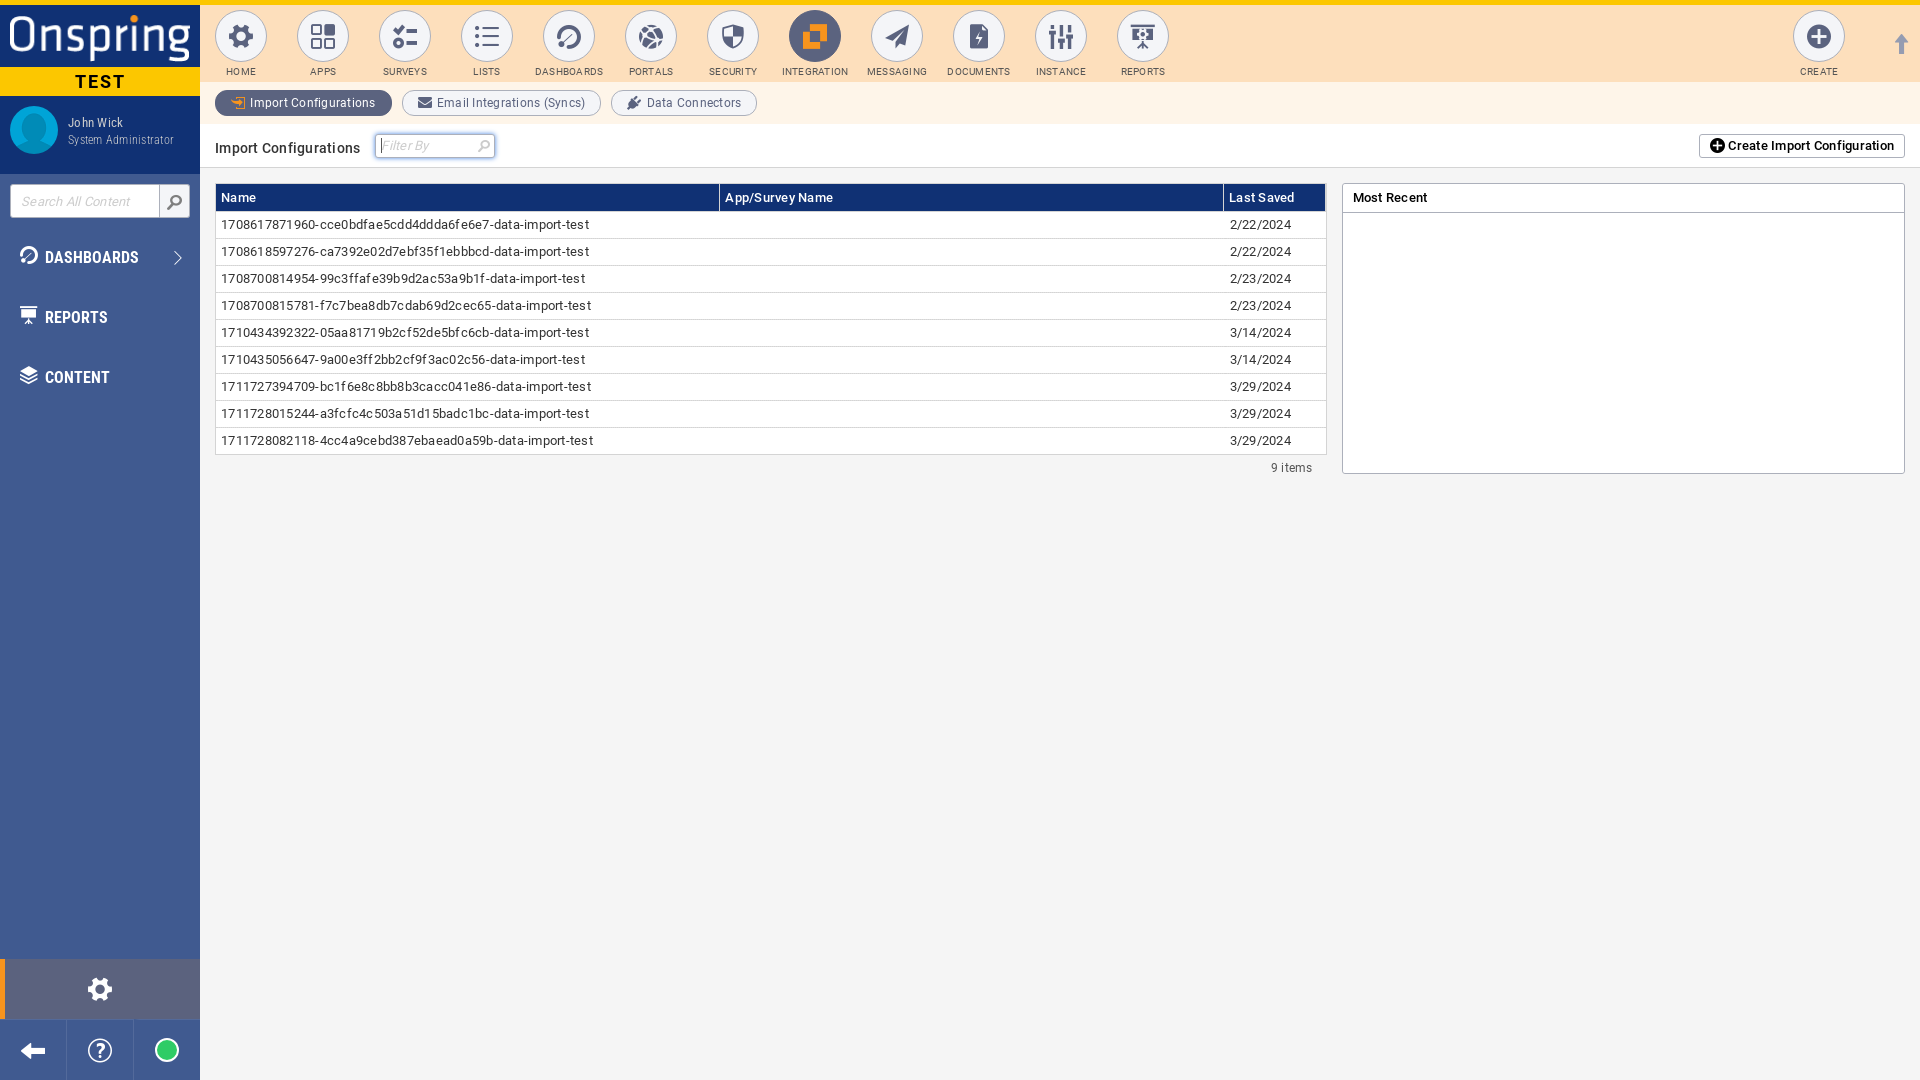 Onspring
TEST
John Wick
System Administrator
Search All Content
DASHBOARDS
REPORTS
CONTENT
HOME
APPS
SURVEYS
LISTS
DASHBOARDS
PORTALS
SECURITY
INTEGRATION
MESSAGING
DOCUMENTS
INSTANCE
REPORTS
CREATE
Import Configurations
Email Integrations (Syncs)
Data Connectors
Import Configurations
Filter By
Create Import Configuration
Name App/Survey Name Last Saved
1708617871960-cce0bdfae5cdd4ddda6fe6e7-data-import-test 2/22/2024
1708618597276-ca7392e02d7ebf35f1ebbbcd-data-import-test 2/22/2024
1708700814954-99c3ffafe39b9d2ac53a9b1f-data-import-test 2/23/2024
1708700815781-f7c7bea8db7cdab69d2cec65-data-import-test 2/23/2024
1710434392322-05aa81719b2cf52de5bfc6cb-data-import-test 3/14/2024
1710435056647-9a00e3ff2bb2cf9f3ac02c56-data-import-test 3/14/2024
1711727394709-bc1f6e8c8bb8b3cacc041e86-data-import-test 3/29/2024
1711728015244-a3fcfc4c503a51d15badc1bc-data-import-test 3/29/2024
1711728082118-4cc4a9cebd387ebaead0a59b-data-import-test 3/29/2024
9 items
Most Recent